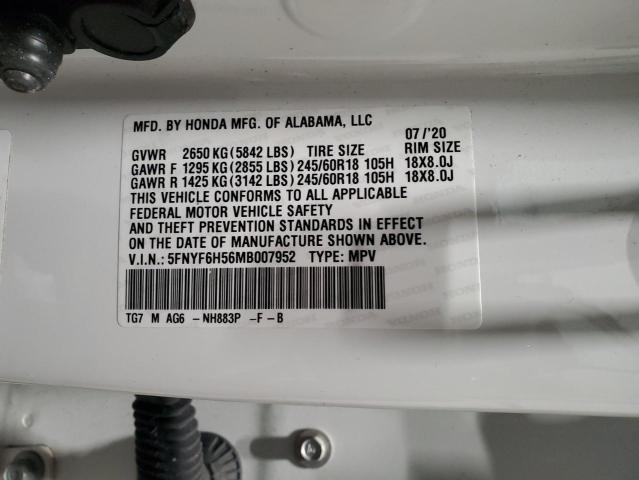 MFD. BY HONDA MFG. OF ALABAMA, LLC 07/'20
GVWR 2650 KG (5842 LBS) TIRE SIZE RIM SIZE
GAWR F 1295 KG (2855 LBS) 245/60R18 105H 18X8.0J
GAWR R 1425 KG (3142 LBS) 245/60R18 105H 18X8.0J
THIS VEHICLE CONFORMS TO ALL APPLICABLE
FEDERAL MOTOR VEHICLE SAFETY
AND THEFT PREVENTION STANDARDS IN EFFECT
ON THE DATE OF MANUFACTURE SHOWN ABOVE.
V.I.N.: 5FNYF6H56MB007952 TYPE: MPV
TG7 M AG6 -NH883P -F-B